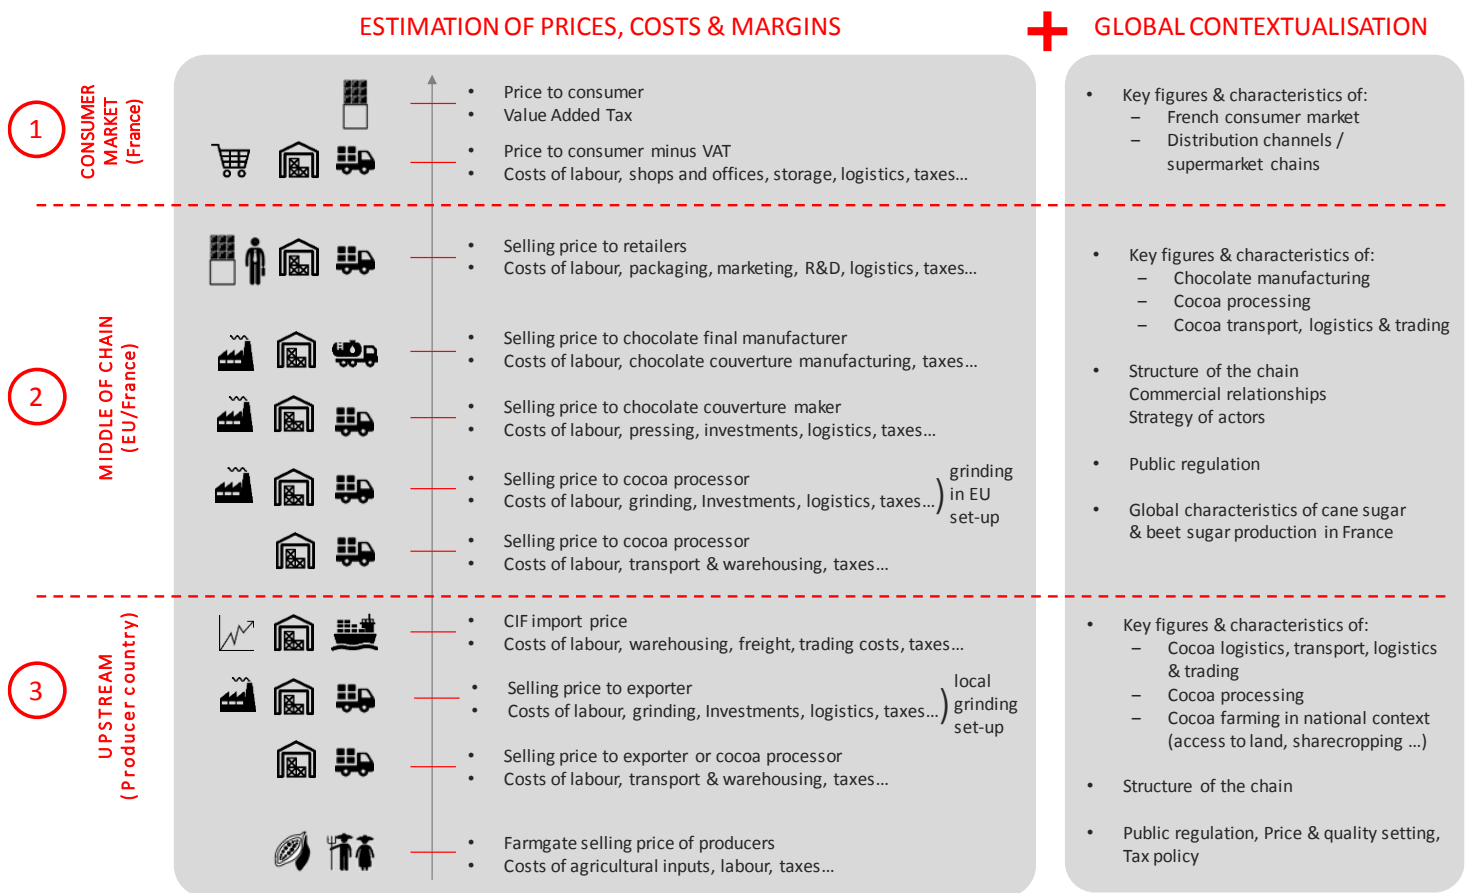 ESTIMATION OF PRICES, COSTS & MARGINS
+
GLOBAL CONTEXTUALISATION
1
CONSUMER
MARKET
(France)
• Price to consumer
• Value Added Tax
• Price to consumer minus VAT
• Costs of labour, shops and offices, storage, logistics, taxes…
• Key figures & characteristics of:
– French consumer market
– Distribution channels /
supermarket chains
2
MIDDLE OF CHAIN
(EU/France)
• Selling price to retailers
• Costs of labour, packaging, marketing, R&D, logistics, taxes…
• Selling price to chocolate final manufacturer
• Costs of labour, chocolate couverture manufacturing, taxes…
• Selling price to chocolate couverture maker
• Costs of labour, pressing, investments, logistics, taxes…
• Selling price to cocoa processor
• Costs of labour, grinding, Investments, logistics, taxes…
grinding
in EU
set-up
• Selling price to cocoa processor
• Costs of labour, transport & warehousing, taxes…
• Key figures & characteristics of:
– Chocolate manufacturing
– Cocoa processing
– Cocoa transport, logistics & trading
• Structure of the chain
Commercial relationships
Strategy of actors
• Public regulation
• Global characteristics of cane sugar
& beet sugar production in France
3
UPSTREAM
(Producer country)
• CIF import price
• Costs of labour, warehousing, freight, trading costs, taxes…
• Selling price to exporter
• Costs of labour, grinding, Investments, logistics, taxes…
local
grinding
set-up
• Selling price to exporter or cocoa processor
• Costs of labour, transport & warehousing, taxes…
• Farmgate selling price of producers
• Costs of agricultural inputs, labour, taxes…
• Key figures & characteristics of:
– Cocoa logistics, transport, logistics
& trading
– Cocoa processing
– Cocoa farming in national context
(access to land, sharecropping …)
• Structure of the chain
• Public regulation, Price & quality setting,
Tax policy